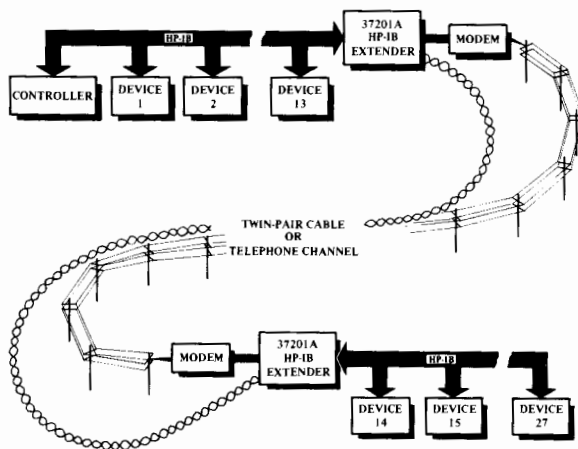 HP-IB
37201A
HP-IB
EXTENDER
MODEM
CONTROLLER
DEVICE
1
DEVICE
2
DEVICE
13
TWIN-PAIR CABLE
OR
TELEPHONE CHANNEL
MODEM
37201A
HP-IB
EXTENDER
HP-IB
DEVICE
14
DEVICE
15
DEVICE
27